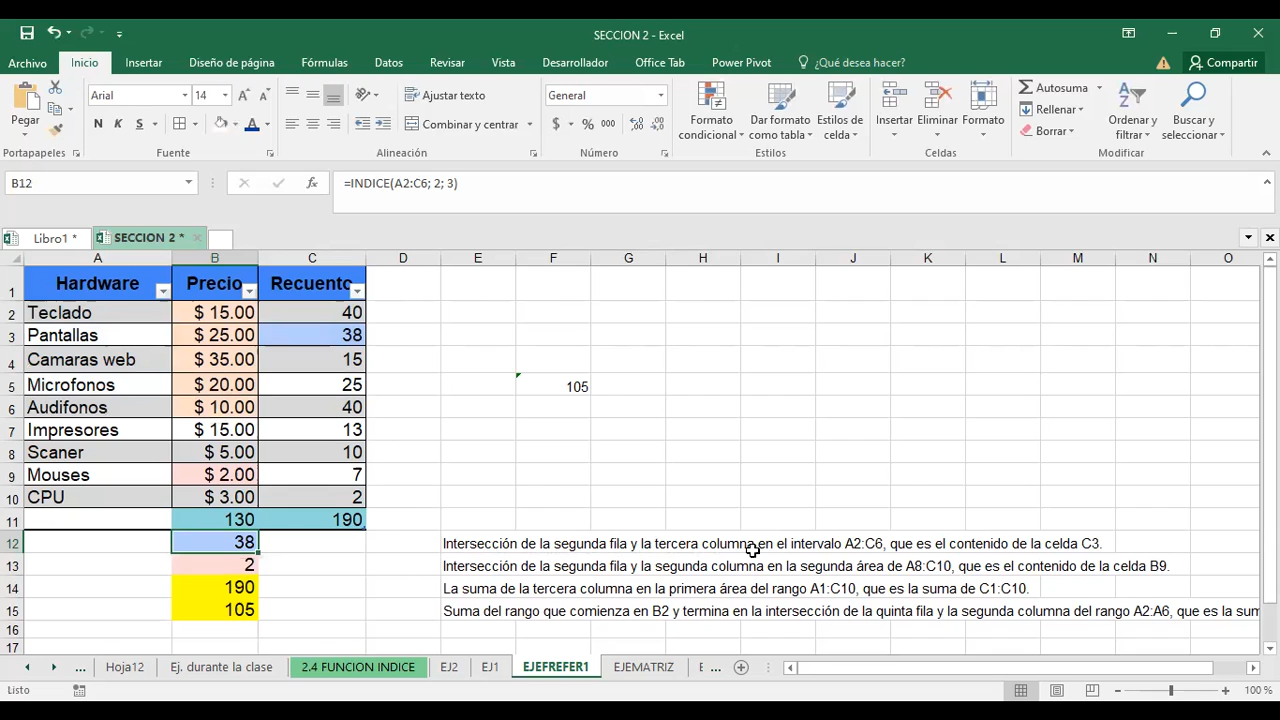 SECCION 2 - Excel
Archivo Inicio Insertar Diseño de página Fórmulas Datos Revisar Vista Desarrollador Office Tab Power Pivot ¿Qué desea hacer? Compartir
Pegar
Arial 14
N K S
Ajustar texto
Combinar y centrar
General
$ % 000
Formato condicional
Dar formato como tabla
Estilos de celda
Insertar
Eliminar
Formato
Autosuma
Rellenar
Borrar
Ordenar y filtrar
Buscar y seleccionar
Portapapeles Fuente Alineación Número Estilos Celdas Modificar
B12 fx =INDICE(A2:C6; 2; 3)
Libro1 * SECCION 2 *
A B C D E F G H I J K L M N O
1 Hardware Precio Recuento
2 Teclado $ 15.00 40
3 Pantallas $ 25.00 38
4 Camaras web $ 35.00 15
5 Microfonos $ 20.00 25 105
6 Audifonos $ 10.00 40
7 Impresores $ 15.00 13
8 Scaner $ 5.00 10
9 Mouses $ 2.00 7
10 CPU $ 3.00 2
11 130 190
12 38 Intersección de la segunda fila y la tercera columna en el intervalo A2:C6, que es el contenido de la celda C3.
13 2 Intersección de la segunda fila y la segunda columna en la segunda área de A8:C10, que es el contenido de la celda B9.
14 190 La suma de la tercera columna en la primera área del rango A1:C10, que es la suma de C1:C10.
15 105 Suma del rango que comienza en B2 y termina en la intersección de la quinta fila y la segunda columna del rango A2:A6, que es la sum
16
17
... Hoja12 Ej. durante la clase 2.4 FUNCION INDICE EJ2 EJ1 EJEFREFER1 EJEMATRIZ E ...
Listo 100 %